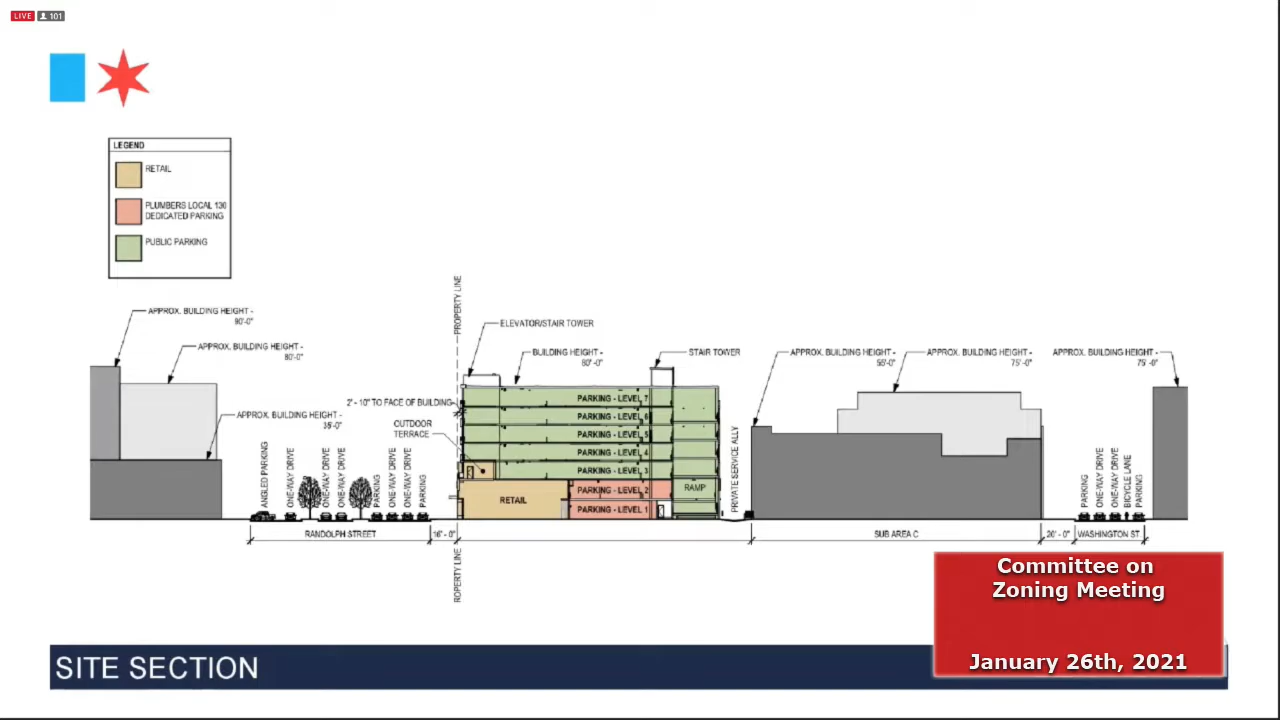 LIVE 101
LEGEND
RETAIL
PLUMBERS LOCAL 130
DEDICATED PARKING
PUBLIC PARKING
APPROX. BUILDING HEIGHT -
90'-0"
APPROX. BUILDING HEIGHT -
80'-0"
APPROX. BUILDING HEIGHT -
35'-0"
PROPERTY LINE
ELEVATOR/STAIR TOWER
BUILDING HEIGHT -
80' -0"
STAIR TOWER
2' - 10" TO FACE OF BUILDING
OUTDOOR
TERRACE
APPROX. BUILDING HEIGHT -
APPROX. BUILDING HEIGHT -
75'-0"
APPROX. BUILDING HEIGHT -
75' -0"
PARKING - LEVEL 7
PARKING - LEVEL 6
PARKING - LEVEL 5
PARKING - LEVEL 4
PARKING - LEVEL 3
PARKING - LEVEL 2
PARKING - LEVEL 1
RETAIL
RAMP
ANGLED PARKING
ONE-WAY DRIVE
ONE-WAY DRIVE
ONE-WAY DRIVE
PARKING
ONE-WAY DRIVE
ONE-WAY DRIVE
PARKING
PRIVATE SERVICE ALLY
PARKING
ONE-WAY DRIVE
ONE-WAY DRIVE
BICYCLE LANE
PARKING
RANDOLPH STREET
16' - 0"
SUB AREA C
26' - 0"
WASHINGTON ST.
ROPERTY LINE
Committee on
Zoning Meeting
January 26th, 2021
SITE SECTION